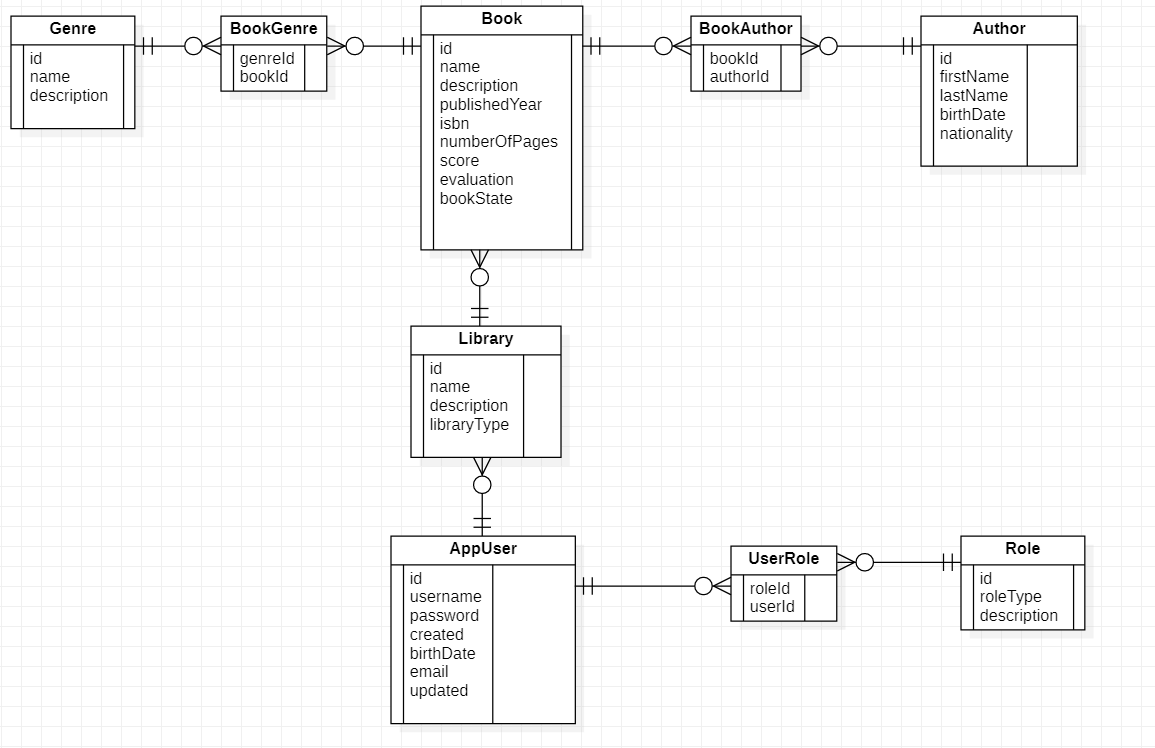 Genre
id
name
description
BookGenre
genreId
bookId
Book
id
name
description
publishedYear
isbn
numberOfPages
score
evaluation
bookState
BookAuthor
bookId
authorId
Author
id
firstName
lastName
birthDate
nationality
Library
id
name
description
libraryType
AppUser
id
username
password
created
birthDate
email
updated
UserRole
roleId
userId
Role
id
roleType
description